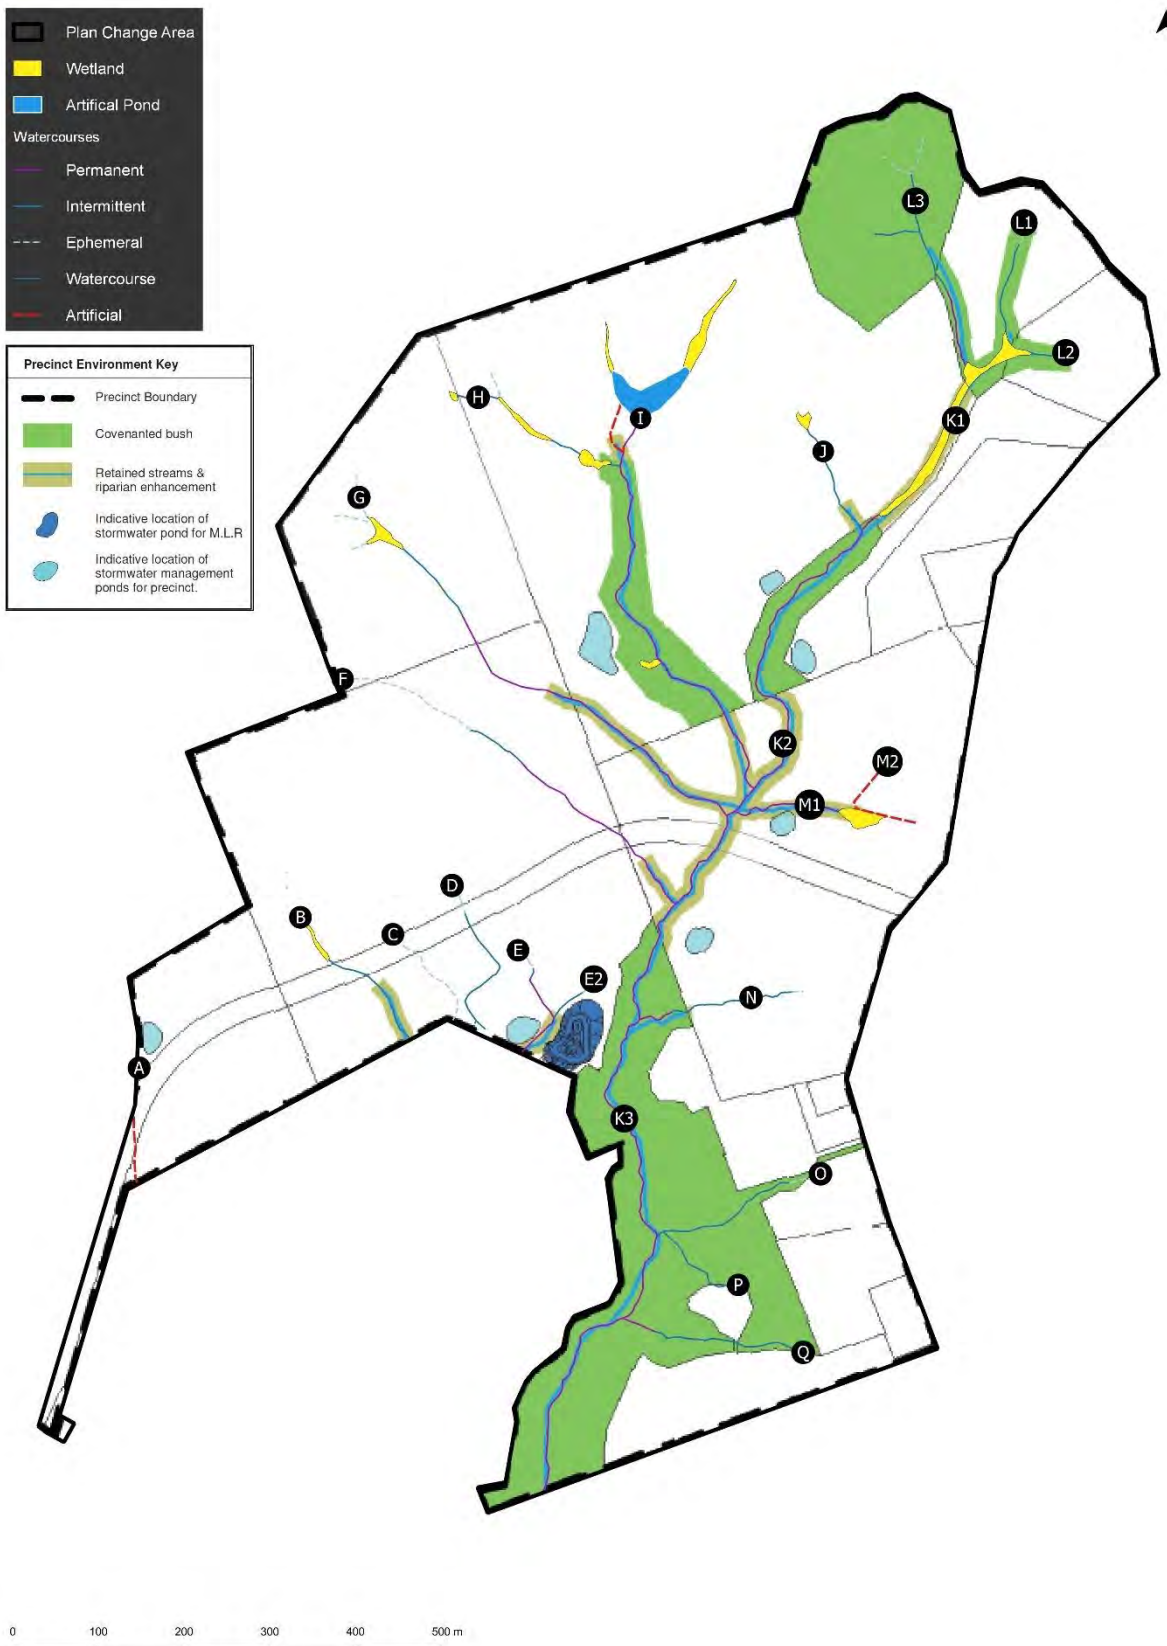 Plan Change Area
Wetland
Artifical Pond
Watercourses
Permanent
Intermittent
Ephemeral
Watercourse
Artificial
Precinct Environment Key
Precinct Boundary
Covenanted bush
Retained streams &
riparian enhancement
Indicative location of
stormwater pond for M.L.R
Indicative location of
stormwater management
ponds for precinct.
L3
L1
L2
H
I
K1
J
G
F
K2
M2
M1
D
B
C
E
E2
N
A
K3
O
P
Q
0 100 200 300 400 500 m